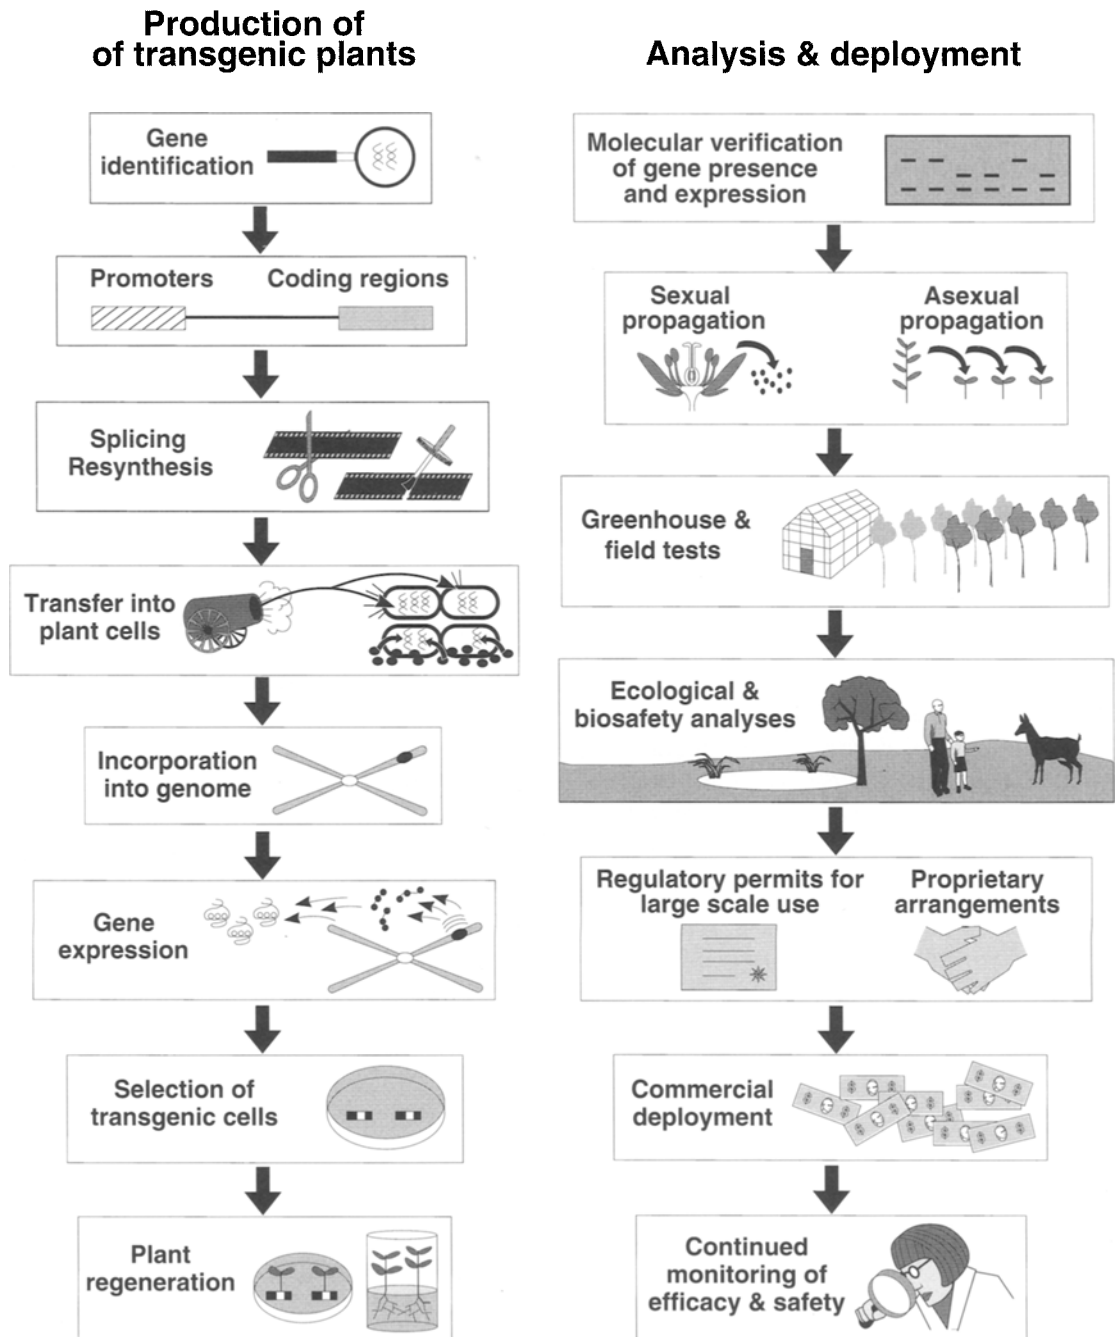 Production of
of transgenic plants
Gene
identification
Promoters
Coding regions
Splicing
Resynthesis
Transfer into
plant cells
Incorporation
into genome
Gene
expression
Selection of
transgenic cells
Plant
regeneration
Analysis & deployment
Molecular verification
of gene presence
and expression
Sexual
propagation
Asexual
propagation
Greenhouse &
field tests
Ecological &
biosafety analyses
Regulatory permits for
large scale use
Proprietary
arrangements
Commercial
deployment
Continued
monitoring of
efficacy & safety